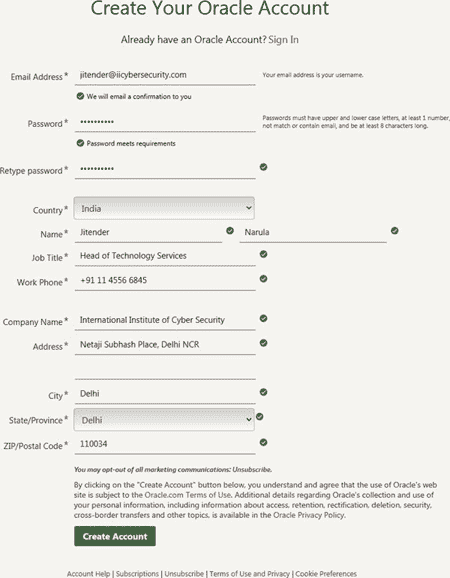 Create Your Oracle Account
Already have an Oracle Account? Sign In
Email Address * jitender@iicybersecurity.com Your email address is your username.
We will email a confirmation to you
Password * •••••••••• Passwords must have upper and lower case letters, at least 1 number,
not match or contain email, and be at least 8 characters long.
Password meets requirements
Retype password * ••••••••••
Country * India
Name * Jitender Narula
Job Title * Head of Technology Services
Work Phone * +91 11 4556 6845
Company Name * International Institute of Cyber Security
Address * Netaji Subhash Place, Delhi NCR
City * Delhi
State/Province * Delhi
ZIP/Postal Code * 110034
You may opt-out of all marketing communications: Unsubscribe.
By clicking on the "Create Account" button below, you understand and agree that the use of Oracle's web
site is subject to the Oracle.com Terms of Use. Additional details regarding Oracle's collection and use of
your personal information, including information about access, retention, rectification, deletion, security,
cross-border transfers and other topics, is available in the Oracle Privacy Policy.
Create Account
Account Help | Subscriptions | Unsubscribe | Terms of Use and Privacy | Cookie Preferences